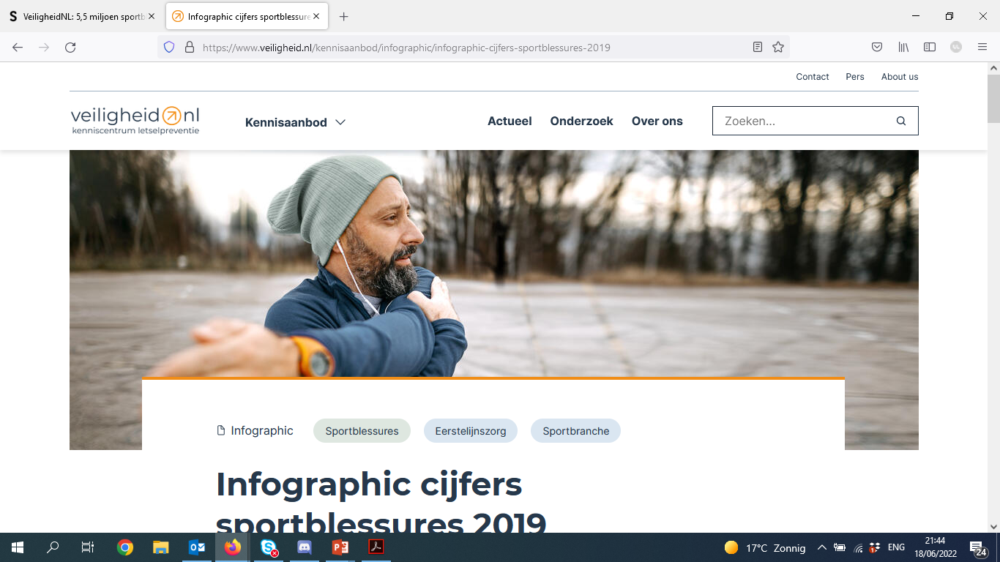 VeiligheidNL: 5,5 miljoen sportb
Infographic cijfers sportblessure
https://www.veiligheid.nl/kennisaanbod/infographic/infographic-cijfers-sportblessures-2019
Contact Pers About us
veiligheid nl
kenniscentrum letselpreventie
Kennisaanbod Actueel Onderzoek Over ons Zoeken...
Infographic Sportblessures Eerstelijnszorg Sportbranche
Infographic cijfers
sportblessures 2019
17°C Zonnig ENG 21:44
18/06/2022 24